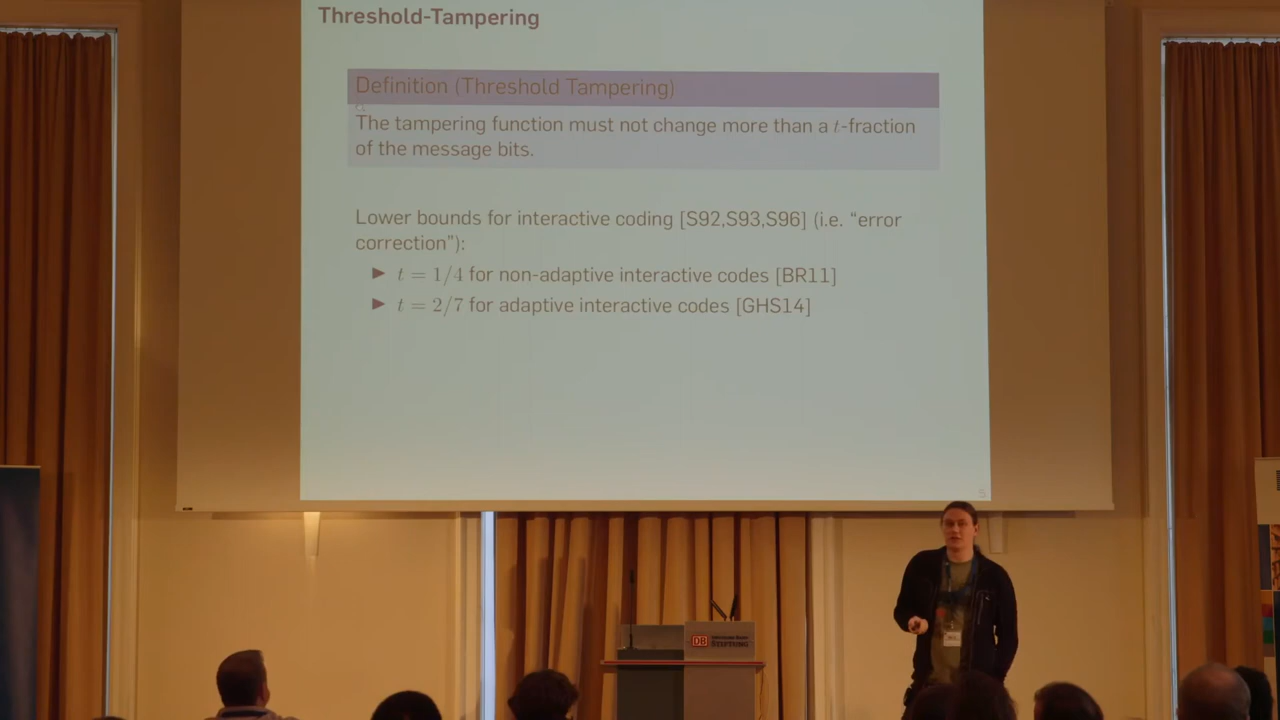 Threshold-Tampering
Definition (Threshold Tampering)
The tampering function must not change more than a t-fraction
of the message bits.
Lower bounds for interactive coding [S92,S93,S96] (i.e. “error
correction”):
▶ t = 1/4 for non-adaptive interactive codes [BR11]
▶ t = 2/7 for adaptive interactive codes [GHS14]
5
DB
STIFTUNG